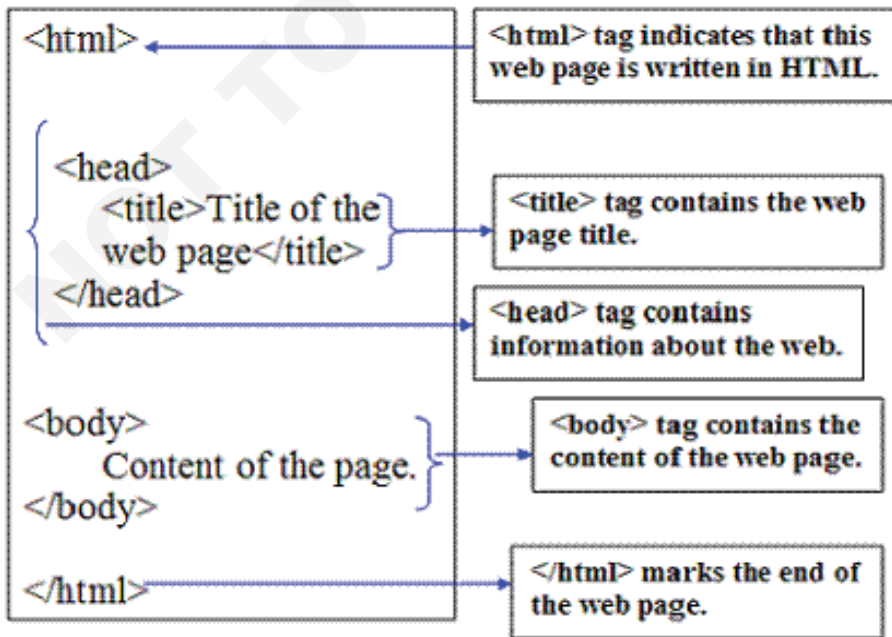 <html>
<html> tag indicates that this
web page is written in HTML.
<head>
<title>Title of the
web page</title>
</head>
<title> tag contains the web
page title.
<head> tag contains
information about the web.
<body>
Content of the page.
</body>
<body> tag contains the
content of the web page.
</html>
</html> marks the end of
the web page.
NOT TO